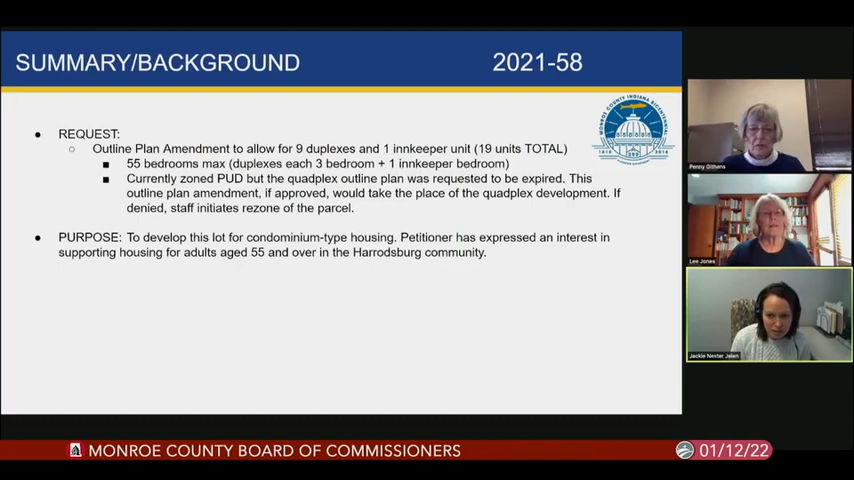 SUMMARY/BACKGROUND 2021-58
● REQUEST:
○ Outline Plan Amendment to allow for 9 duplexes and 1 innkeeper unit (19 units TOTAL)
■ 55 bedrooms max (duplexes each 3 bedroom + 1 innkeeper bedroom)
■ Currently zoned PUD but the quadplex outline plan was requested to be expired. This
outline plan amendment, if approved, would take the place of the quadplex development. If
denied, staff initiates rezone of the parcel.
● PURPOSE: To develop this lot for condominium-type housing. Petitioner has expressed an interest in
supporting housing for adults aged 55 and over in the Harrodsburg community.
MONROE COUNTY INDIANA BICENTENNIAL
1818 200 2018
Penny Githens
Lee Jones
Jackie Nester Jelen
MONROE COUNTY BOARD OF COMMISSIONERS
01/12/22